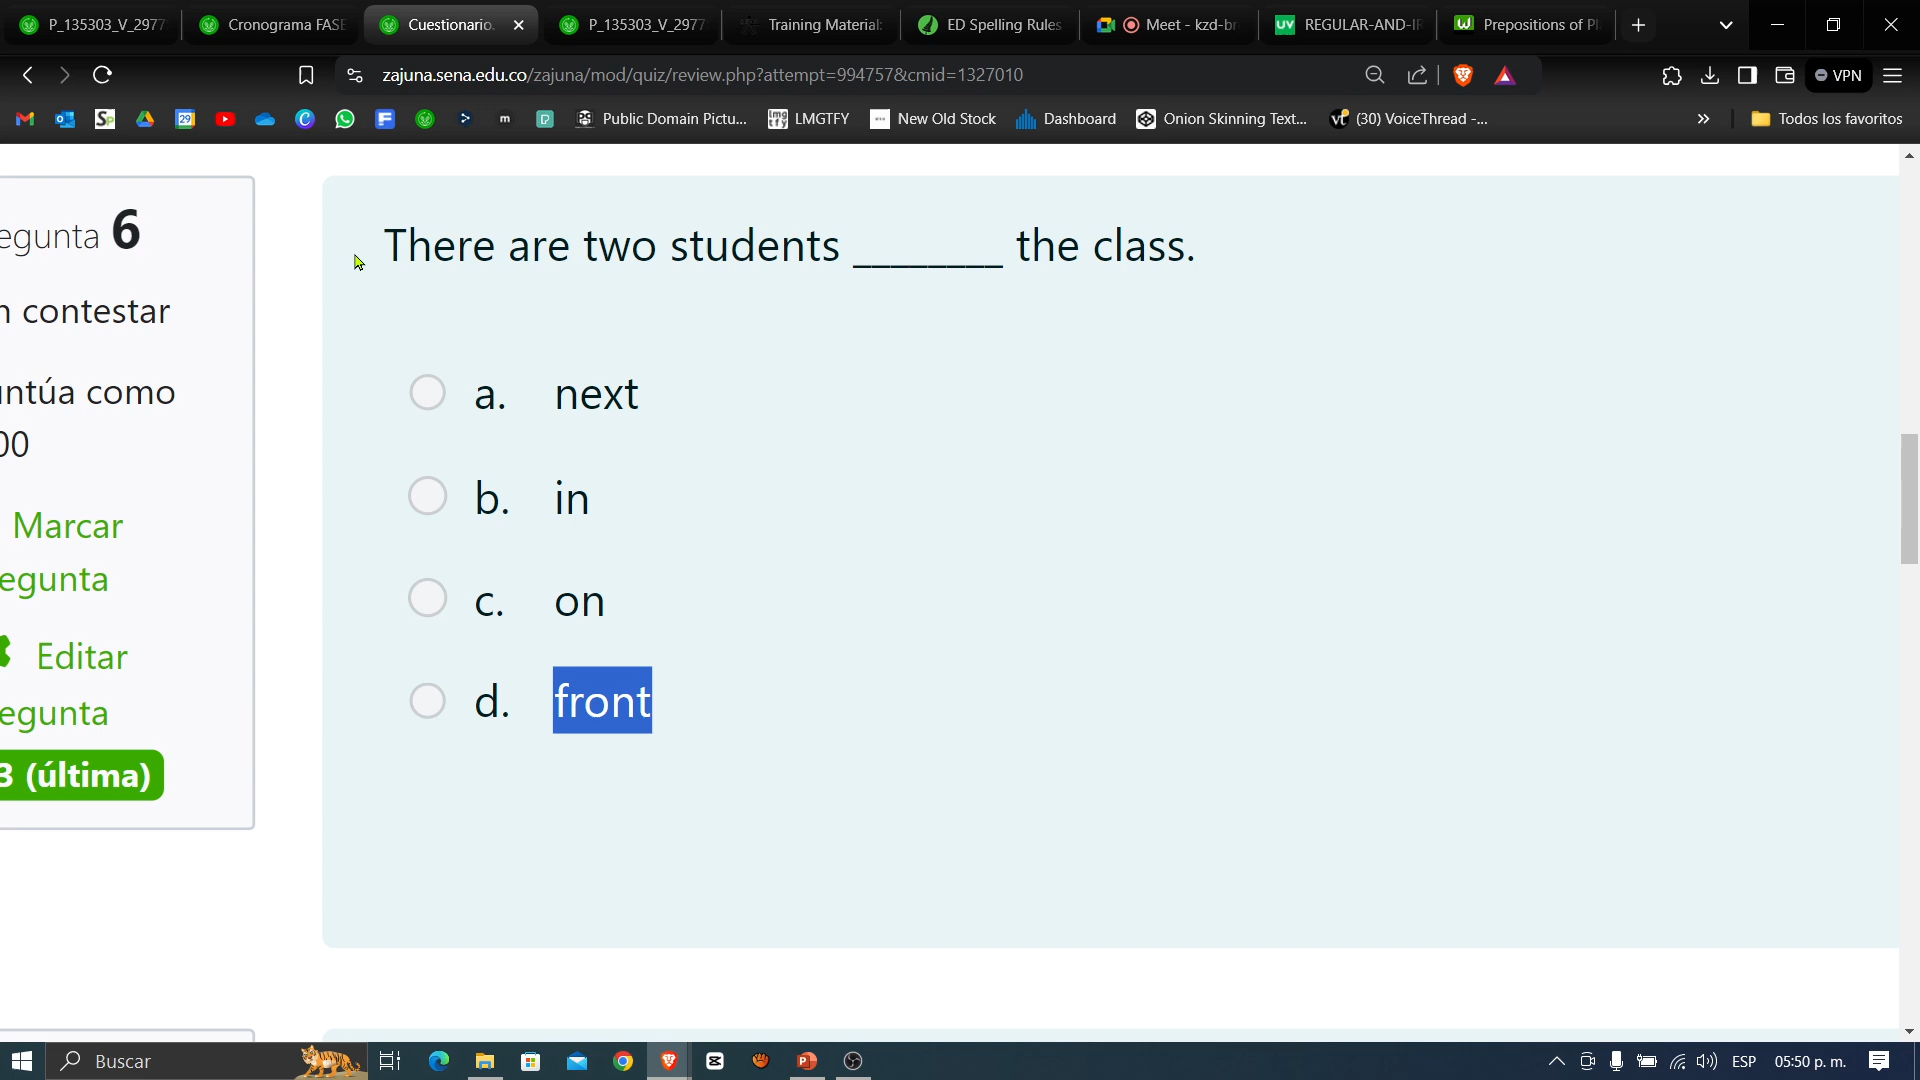 P_135303_V_2977
Cronograma FASE
Cuestionario.
P_135303_V_2977
Training Material:
ED Spelling Rules
Meet - kzd-br
REGULAR-AND-IR
Prepositions of Pl
zajuna.sena.edu.co/zajuna/mod/quiz/review.php?attempt=994757&cmid=1327010
VPN
Public Domain Pictu...
LMGTFY
New Old Stock
Dashboard
Onion Skinning Text...
(30) VoiceThread -...
Todos los favoritos
egunta 6
n contestar
untúa como
00
Marcar
egunta
Editar
egunta
3 (última)
There are two students ________ the class.
a. next
b. in
c. on
d. front
Buscar
ESP
05:50 p. m.